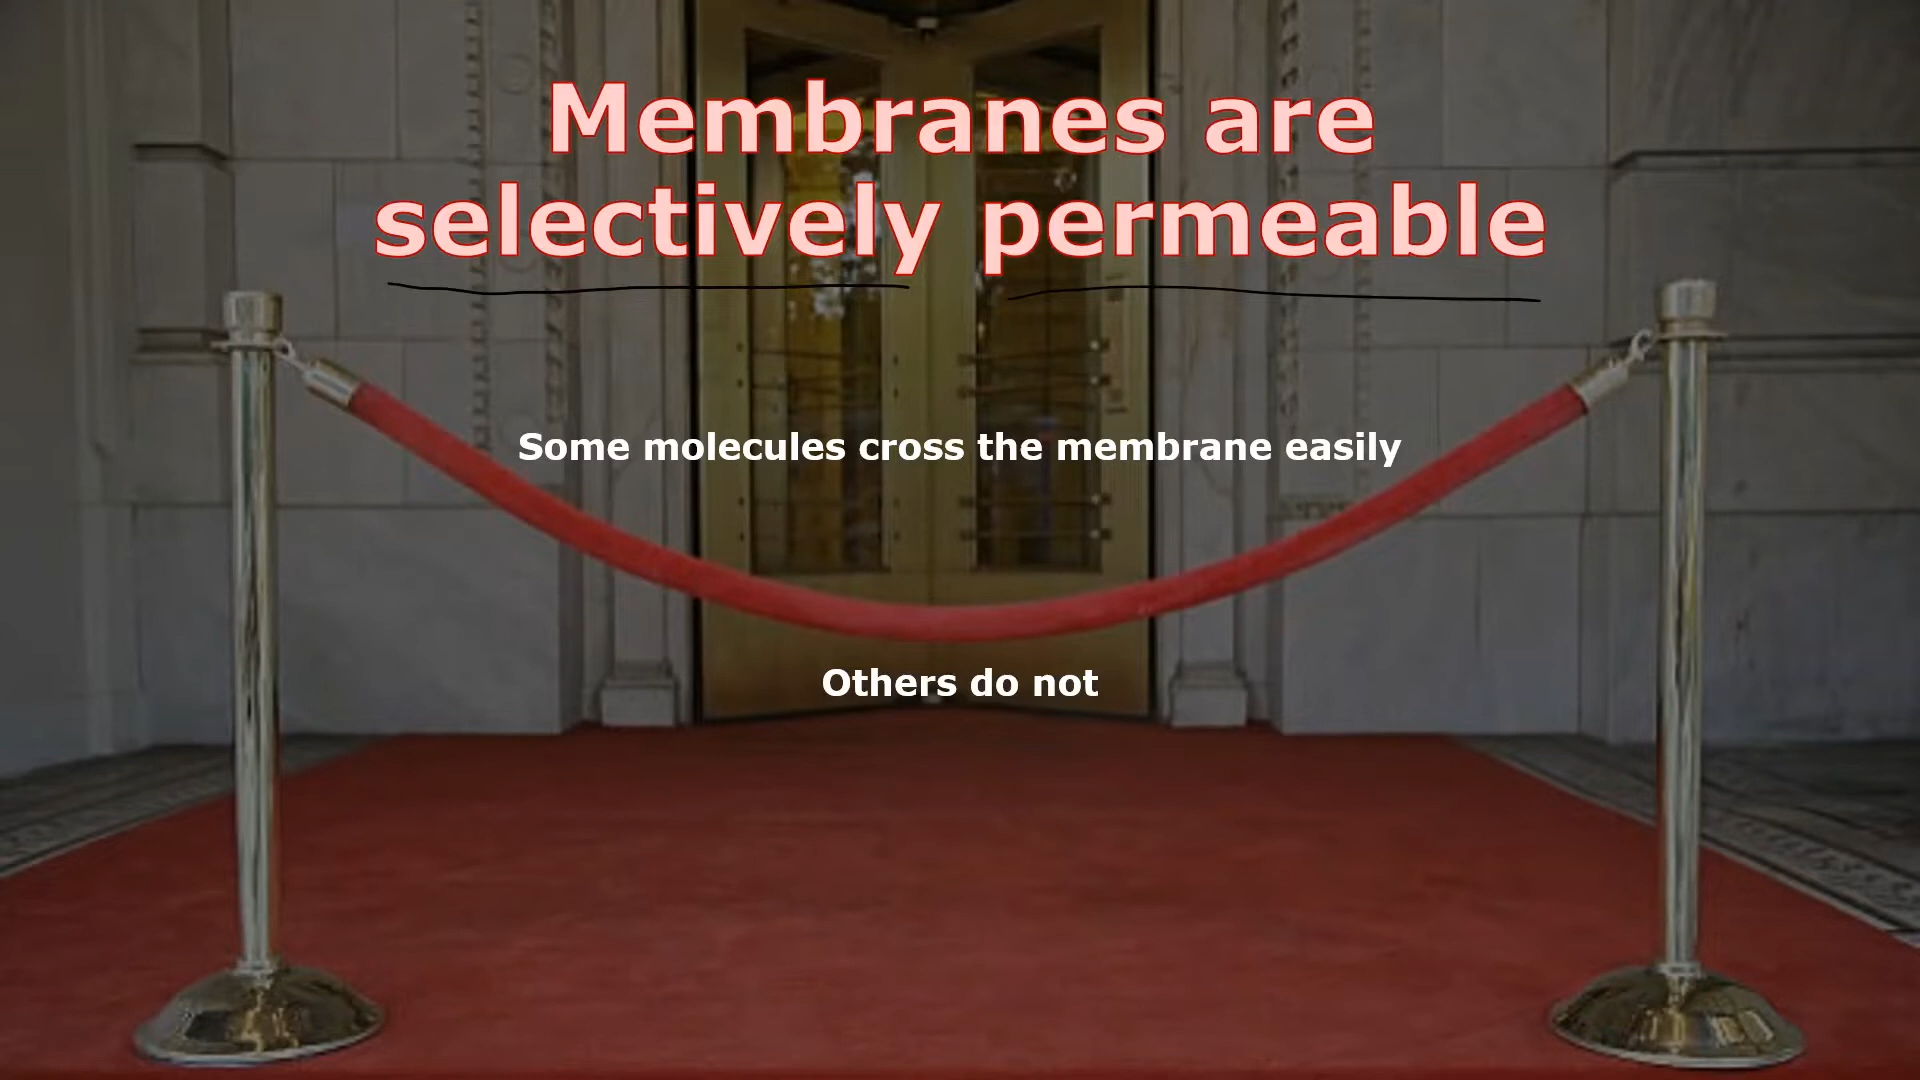 Membranes are
selectively permeable
Some molecules cross the membrane easily
Others do not